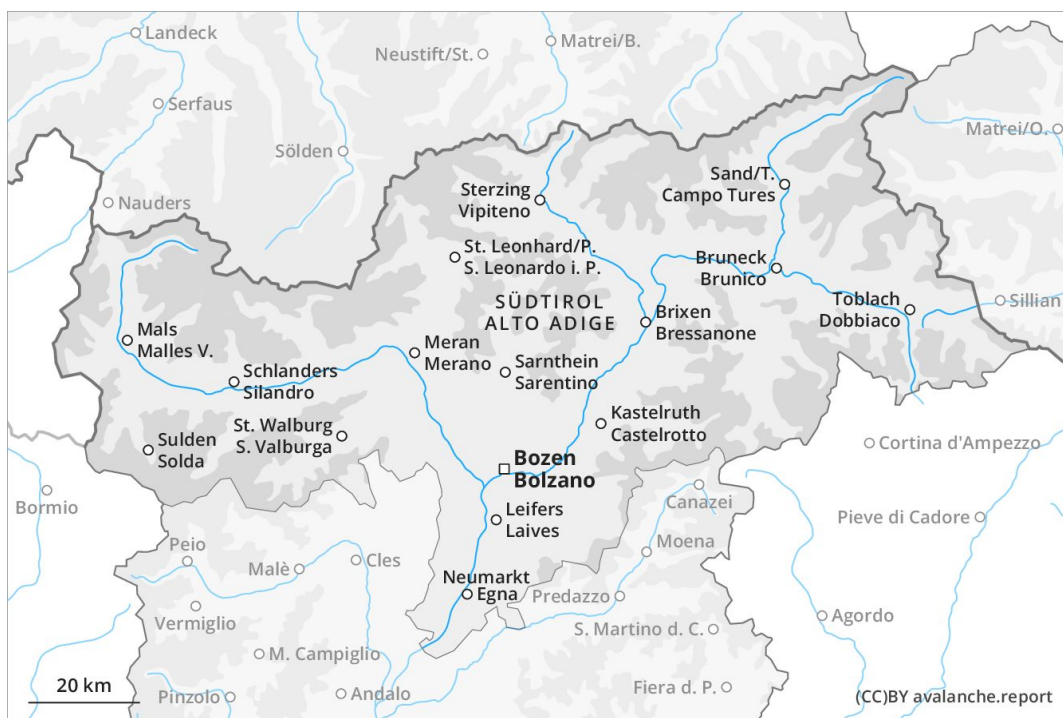 Landeck
Neustift/St.
Matrei/B.
Serfaus
Matrei/O.
Sölden
Sand/T.
Campo Tures
Sterzing
Vipiteno
Nauders
St. Leonhard/P.
S. Leonardo i. P.
Bruneck
Brunico
SÜDTIROL
ALTO ADIGE
Toblach
Dobbiaco
Sillian
Brixen
Bressanone
Mals
Malles V.
Meran
Merano
Sarnthein
Sarentino
Schlanders
Silandro
Kastelruth
Castelrotto
St. Walburg
S. Valburga
Sulden
Solda
Cortina d'Ampezzo
Bozen
Bolzano
Bormio
Canazei
Leifers
Laives
Pieve di Cadore
Peio
Malè
Cles
Moena
Neumarkt
Egna
Predazzo
Vermiglio
Agordo
S. Martino d. C.
M. Campiglio
20 km
Pinzolo
Andalo
Fiera d. P.
(CC)BY avalanche.report